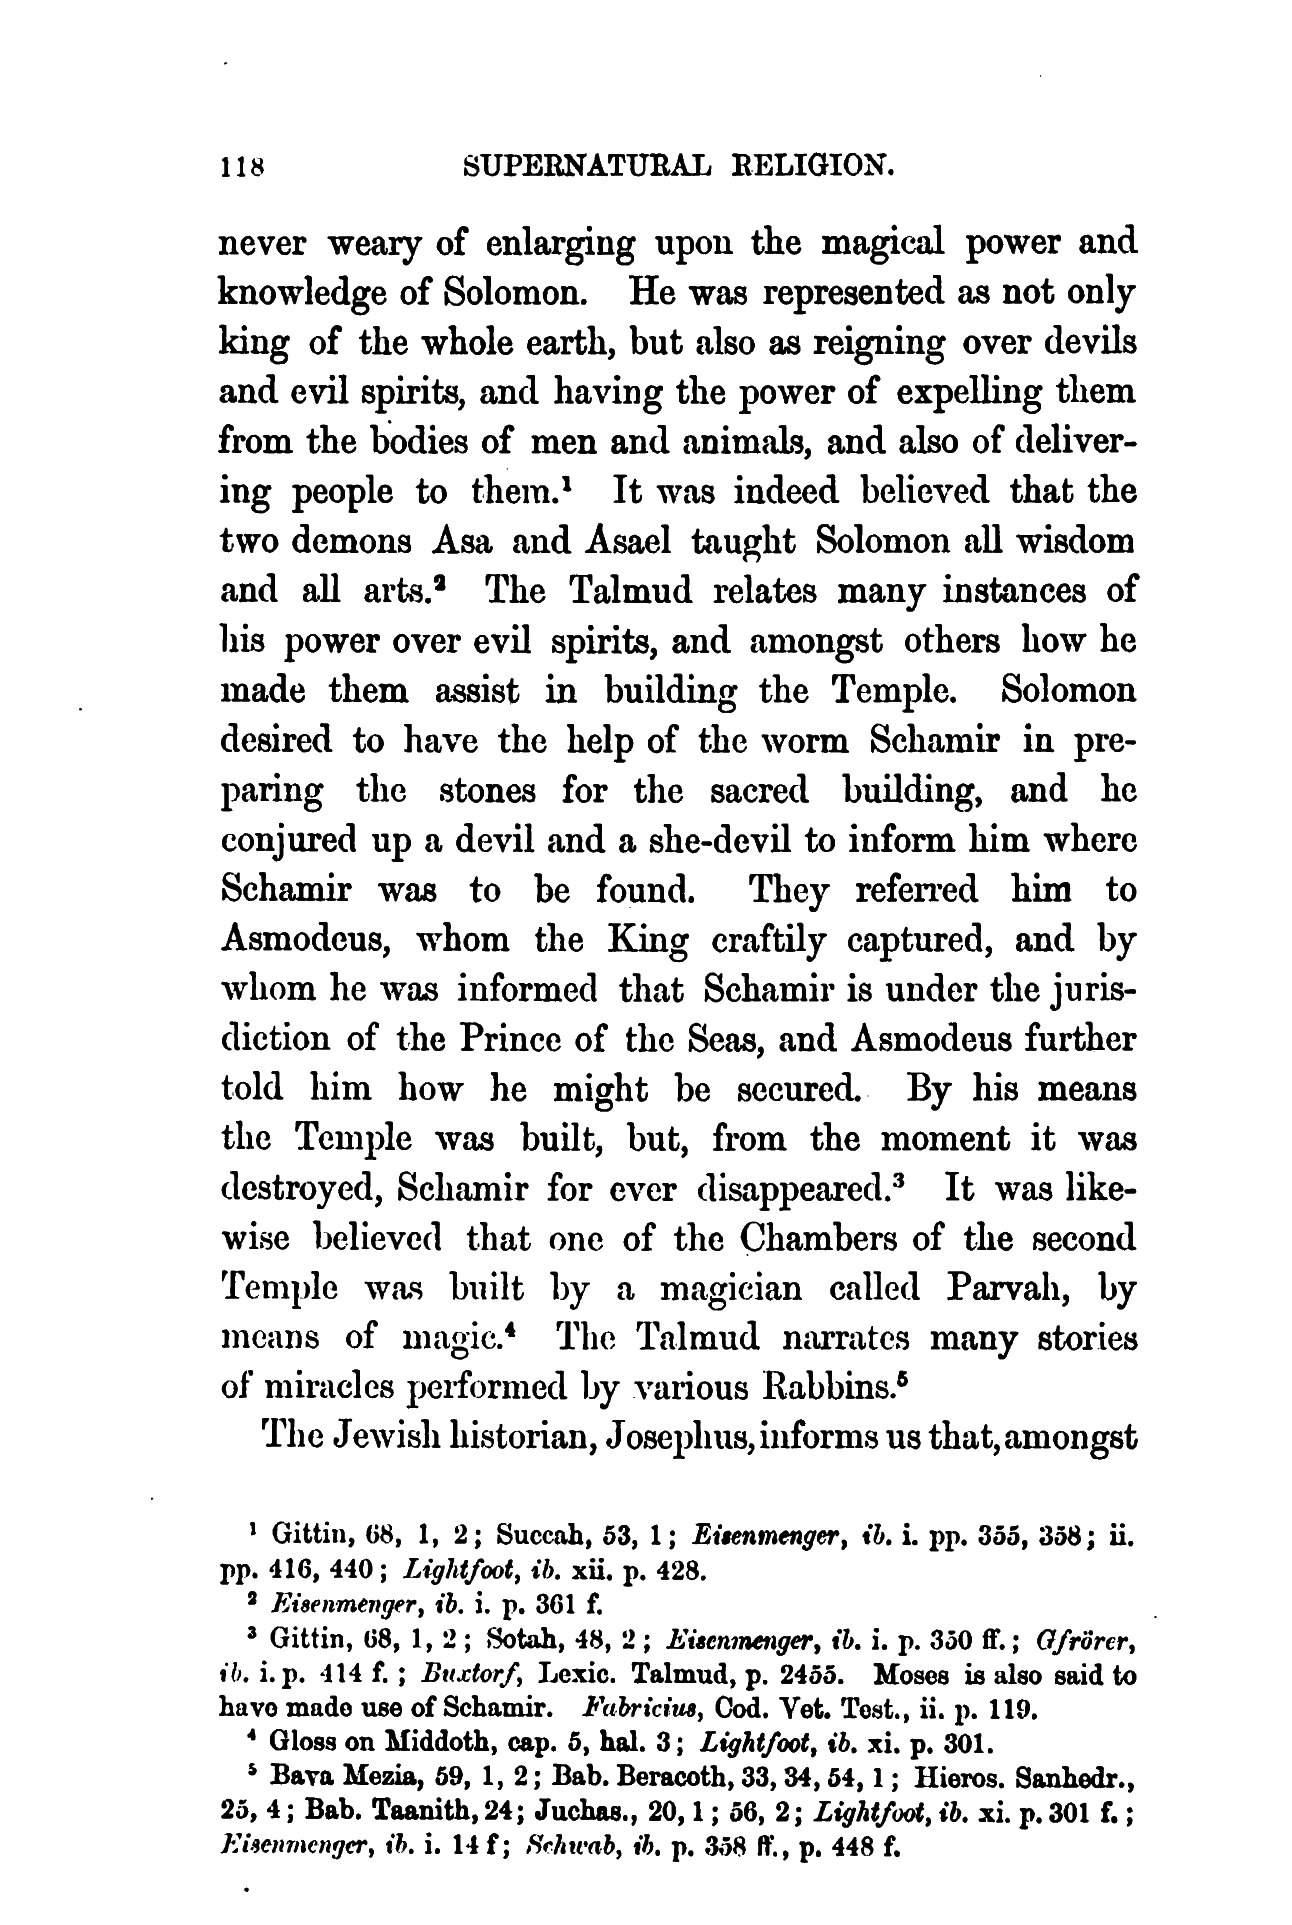 118 SUPERNATURAL RELIGION.
never weary of enlarging upon the magical power and
knowledge of Solomon. He was represented as not only
king of the whole earth, but also as reigning over devils
and evil spirits, and having the power of expelling them
from the bodies of men and animals, and also of deliver-
ing people to them.¹ It was indeed believed that the
two demons Asa and Asael taught Solomon all wisdom
and all arts.² The Talmud relates many instances of
his power over evil spirits, and amongst others how he
made them assist in building the Temple. Solomon
desired to have the help of the worm Schamir in pre-
paring the stones for the sacred building, and he
conjured up a devil and a she-devil to inform him where
Schamir was to be found. They referred him to
Asmodeus, whom the King craftily captured, and by
whom he was informed that Schamir is under the juris-
diction of the Prince of the Seas, and Asmodeus further
told him how he might be secured. By his means
the Temple was built, but, from the moment it was
destroyed, Schamir for ever disappeared.³ It was like-
wise believed that one of the Chambers of the second
Temple was built by a magician called Parvah, by
means of magic.⁴ The Talmud narrates many stories
of miracles performed by various Rabbins.⁵
The Jewish historian, Josephus, informs us that, amongst
¹ Gittin, 68, 1, 2; Succah, 53, 1; Eisenmenger, ib. i. pp. 355, 358; ii.
pp. 416, 440; Lightfoot, ib. xii. p. 428.
² Eisenmenger, ib. i. p. 361 f.
³ Gittin, 68, 1, 2; Sotah, 48, 2; Eisenmenger, ib. i. p. 350 ff.; Gfrörer,
ib. i. p. 414 f.; Buxtorf, Lexic. Talmud, p. 2455. Moses is also said to
have made use of Schamir. Fabricius, Cod. Vet. Test., ii. p. 119.
⁴ Gloss on Middoth, cap. 5, hal. 3; Lightfoot, ib. xi. p. 301.
⁵ Bava Mezia, 59, 1, 2; Bab. Beracoth, 33, 34, 54, 1; Hieros. Sanhedr.,
25, 4; Bab. Taanith, 24; Juchas., 20, 1; 56, 2; Lightfoot, ib. xi. p. 301 f.;
Eisenmenger, ib. i. 14 f; Schwab, ib. p. 358 ff., p. 448 f.